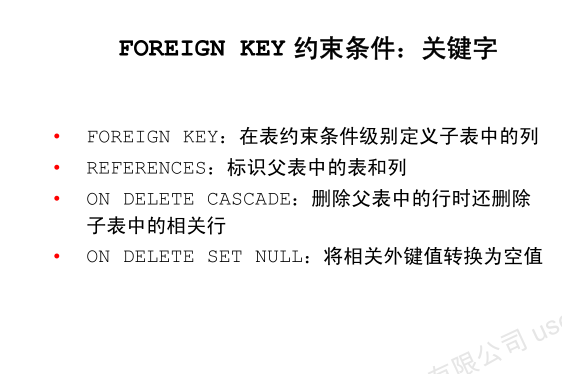 FOREIGN KEY 约束条件：关键字
• FOREIGN KEY：在表约束条件级别定义子表中的列
• REFERENCES：标识父表中的表和列
• ON DELETE CASCADE：删除父表中的行时还删除
子表中的相关行
• ON DELETE SET NULL：将相关外键值转换为空值
有限公司 use